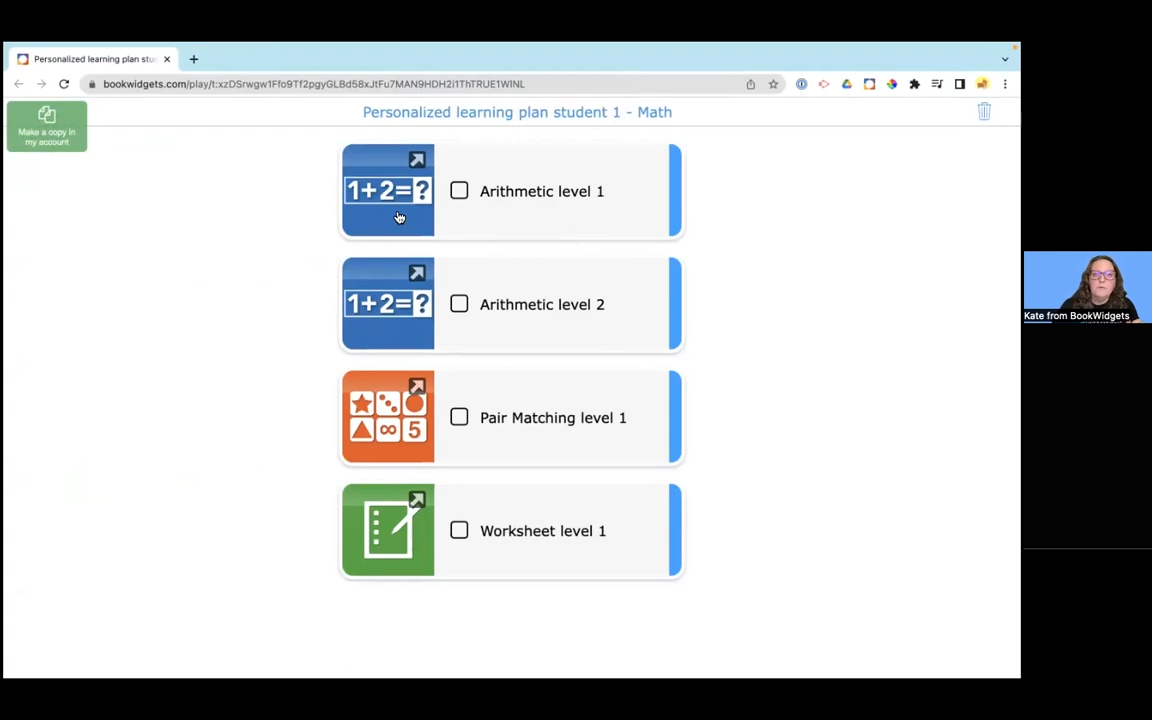 Personalized learning plan stu
bookwidgets.com/play/t:xzDSrwgw1Ffo9Tf2pgyGLBd58xJtFu7MAN9HDH2i1ThTRUE1WINL
Make a copy in
my account
Personalized learning plan student 1 - Math
1+2=?
Arithmetic level 1
1+2=?
Arithmetic level 2
∞ 5
Pair Matching level 1
Worksheet level 1
Kate from BookWidgets